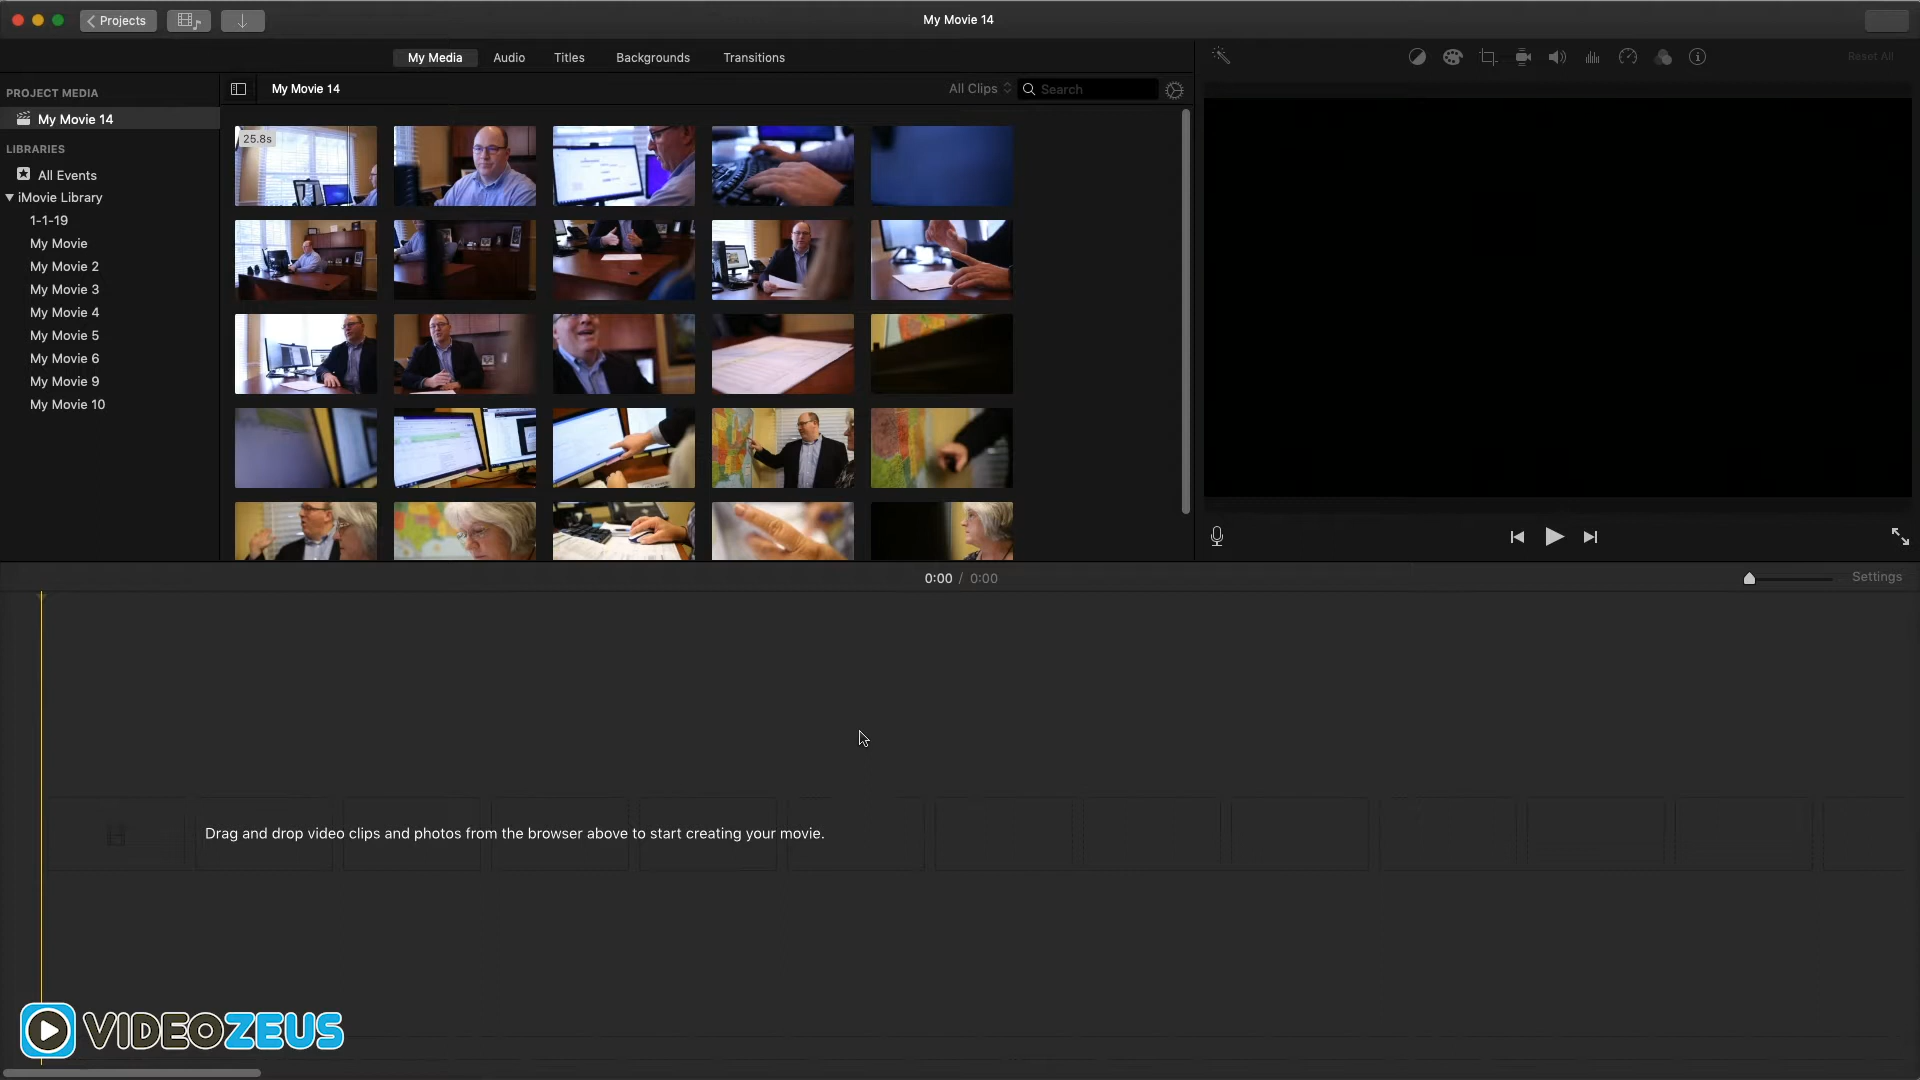 Projects
My Movie 14
My Media
Audio
Titles
Backgrounds
Transitions
Reset All
PROJECT MEDIA
My Movie 14
LIBRARIES
All Events
iMovie Library
1-1-19
My Movie
My Movie 2
My Movie 3
My Movie 4
My Movie 5
My Movie 6
My Movie 9
My Movie 10
My Movie 14
All Clips
Search
25.8s
0:00 / 0:00
Settings
Drag and drop video clips and photos from the browser above to start creating your movie.
VIDEOZEUS